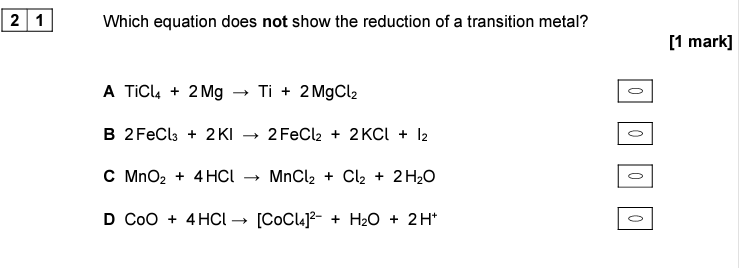 2 1 Which equation does not show the reduction of a transition metal?
[1 mark]
A TiCl₄ + 2 Mg → Ti + 2 MgCl₂
B 2 FeCl₃ + 2 KI → 2 FeCl₂ + 2 KCl + I₂
C MnO₂ + 4 HCl → MnCl₂ + Cl₂ + 2 H₂O
D CoO + 4 HCl → [CoCl₄]²⁻ + H₂O + 2 H⁺